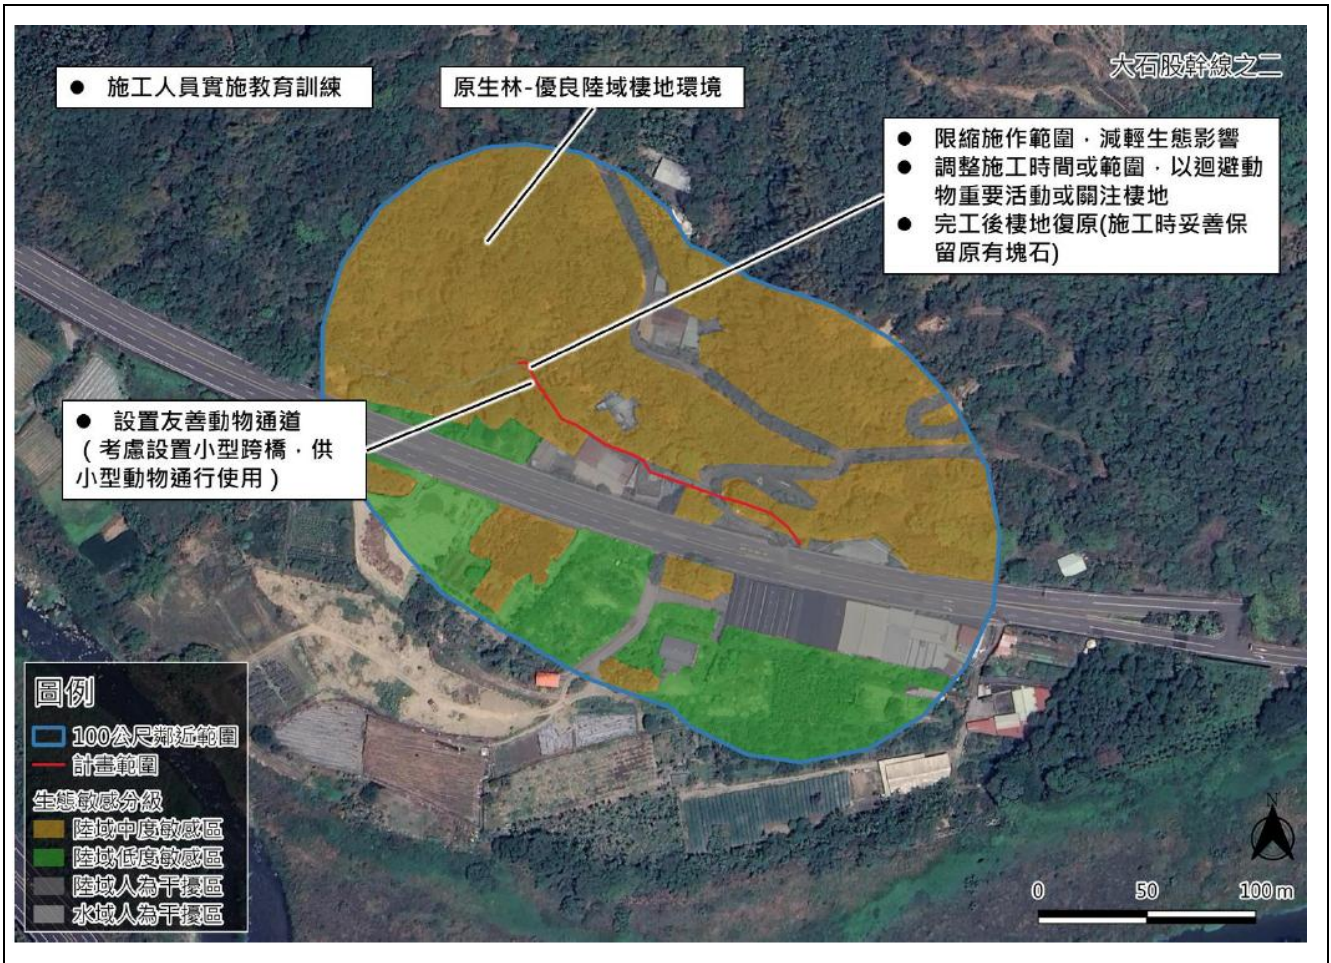 大石股幹線之二
● 施工人員實施教育訓練
原生林-優良陸域棲地環境
● 限縮施作範圍，減輕生態影響
● 調整施工時間或範圍，以迴避動
物重要活動或關注棲地
● 完工後棲地復原(施工時妥善保
留原有塊石)
● 設置友善動物通道
（考慮設置小型跨橋，供
小型動物通行使用）
圖例
100公尺鄰近範圍
計畫範圍
生態敏感分級
陸域中度敏感區
陸域低度敏感區
陸域人為干擾區
水域人為干擾區
N
0 50 100 m